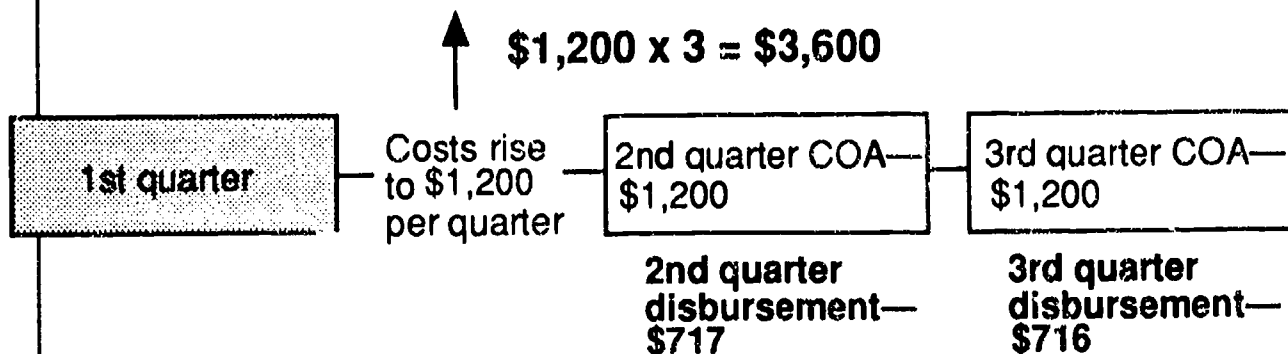 $1,200 x 3 = $3,600
1st quarter
Costs rise
to $1,200
per quarter
2nd quarter COA—
$1,200
3rd quarter COA—
$1,200
2nd quarter
disbursement—
$717
3rd quarter
disbursement—
$716